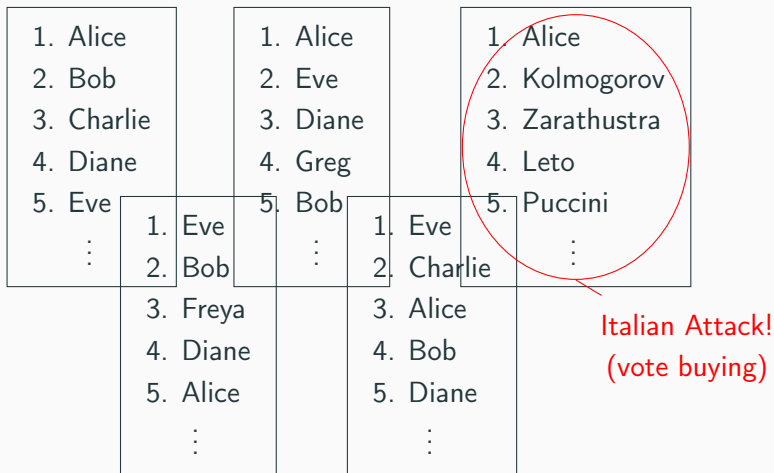 1. Alice
2. Bob
3. Charlie
4. Diane
5. Eve
⋮
1. Alice
2. Eve
3. Diane
4. Greg
5. Bob
⋮
1. Alice
2. Kolmogorov
3. Zarathustra
4. Leto
5. Puccini
⋮
1. Eve
2. Bob
3. Freya
4. Diane
5. Alice
⋮
1. Eve
2. Charlie
3. Alice
4. Bob
5. Diane
⋮
Italian Attack!
(vote buying)